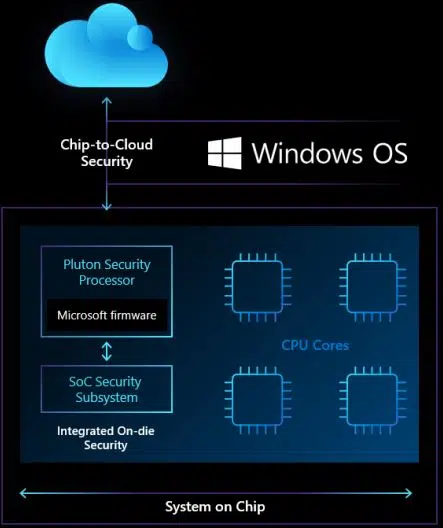 Chip-to-Cloud
Security
Windows OS
Pluton Security
Processor
Microsoft firmware
SoC Security
Subsystem
Integrated On-die
Security
CPU Cores
System on Chip